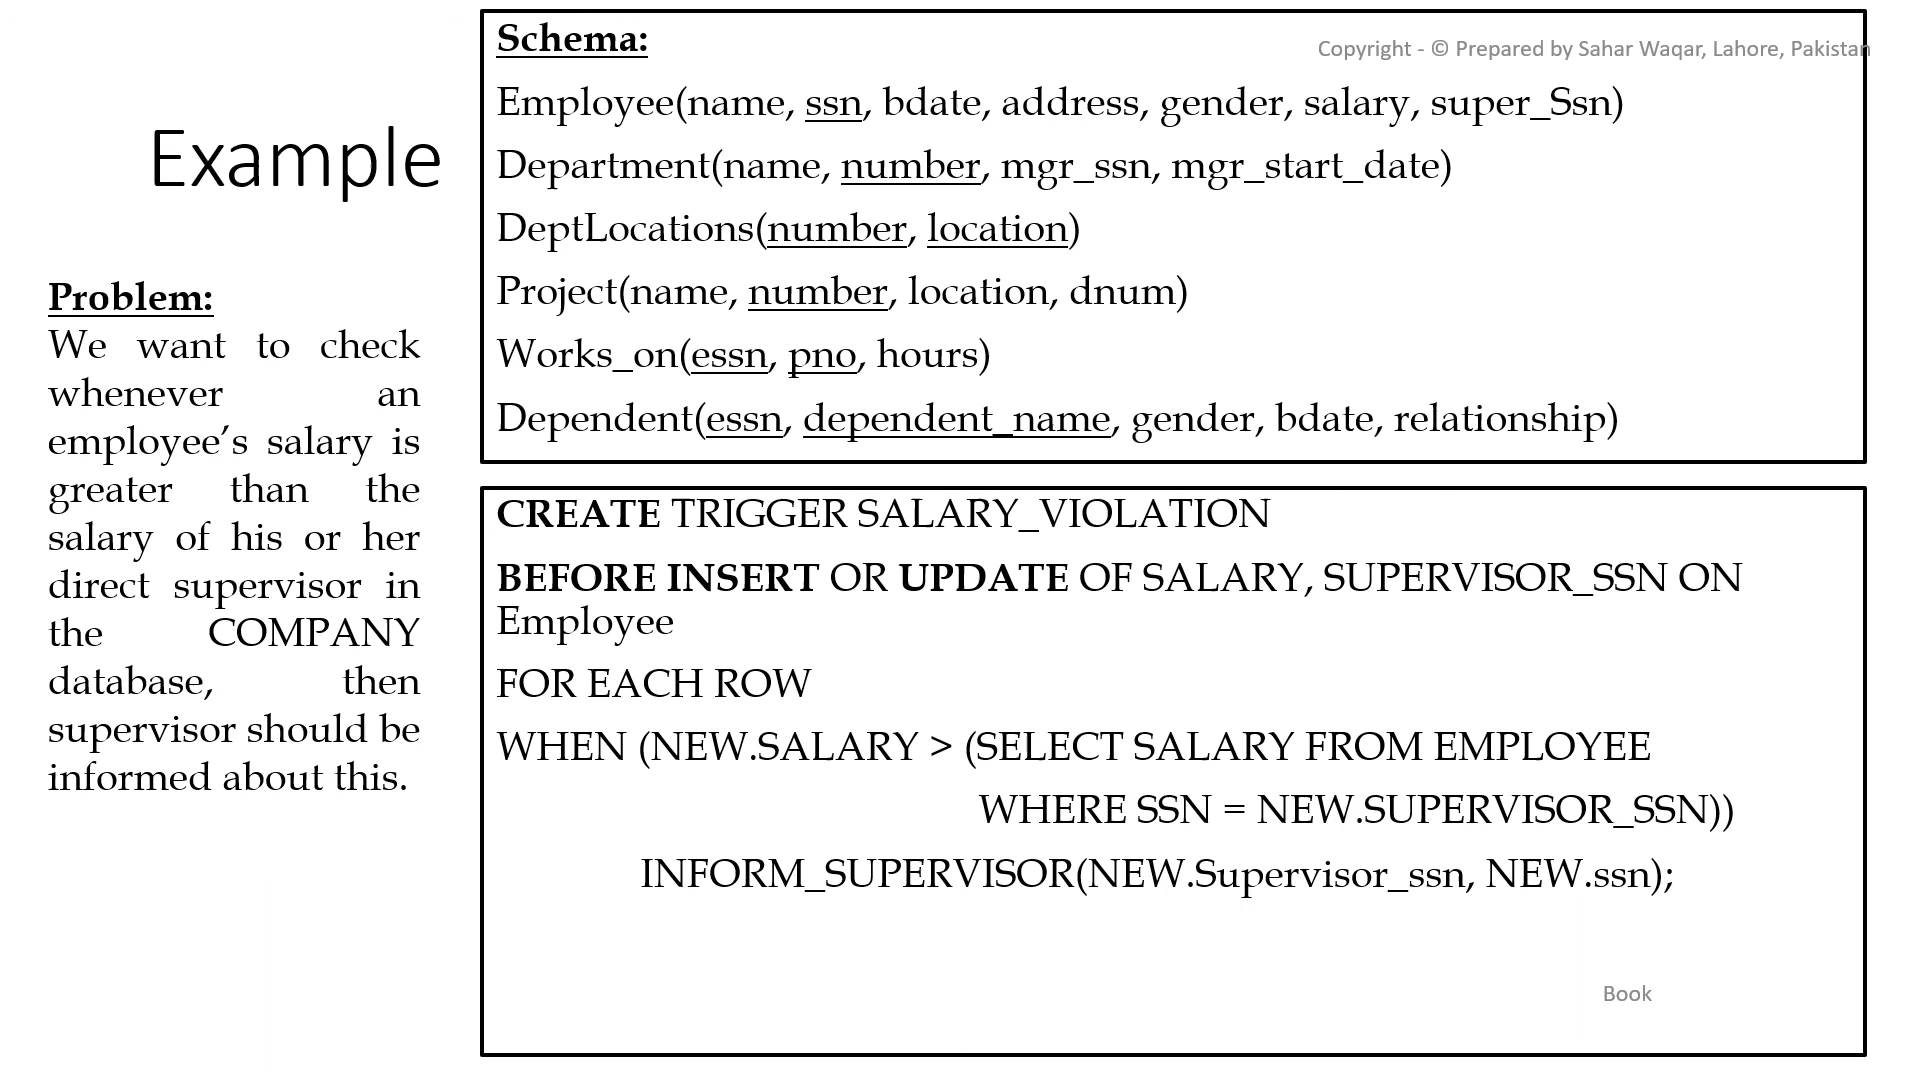 Example
Problem:
We want to check
whenever an
employee’s salary is
greater than the
salary of his or her
direct supervisor in
the COMPANY
database, then
supervisor should be
informed about this.
Schema:
Copyright - © Prepared by Sahar Waqar, Lahore, Pakistan
Employee(name, ssn, bdate, address, gender, salary, super_Ssn)
Department(name, number, mgr_ssn, mgr_start_date)
DeptLocations(number, location)
Project(name, number, location, dnum)
Works_on(essn, pno, hours)
Dependent(essn, dependent_name, gender, bdate, relationship)
CREATE TRIGGER SALARY_VIOLATION
BEFORE INSERT OR UPDATE OF SALARY, SUPERVISOR_SSN ON
Employee
FOR EACH ROW
WHEN (NEW.SALARY > (SELECT SALARY FROM EMPLOYEE
WHERE SSN = NEW.SUPERVISOR_SSN))
INFORM_SUPERVISOR(NEW.Supervisor_ssn, NEW.ssn);
Book